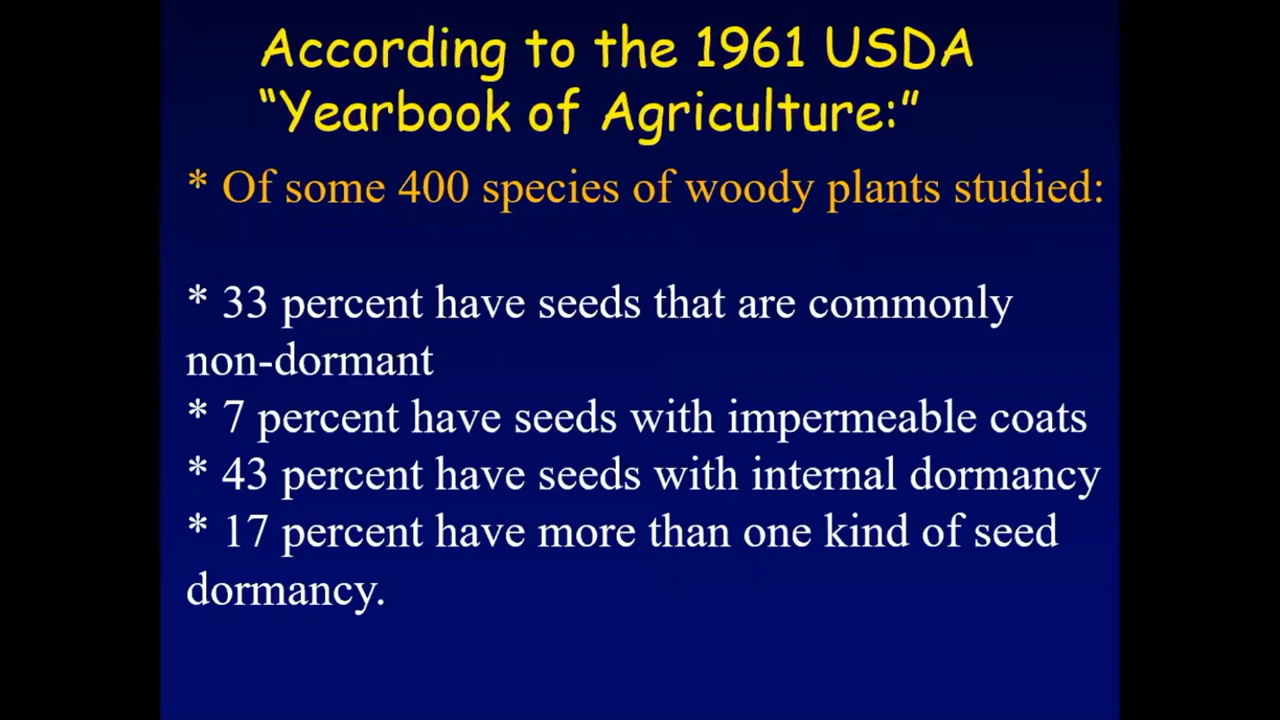 According to the 1961 USDA
“Yearbook of Agriculture:”
* Of some 400 species of woody plants studied:
* 33 percent have seeds that are commonly
non-dormant
* 7 percent have seeds with impermeable coats
* 43 percent have seeds with internal dormancy
* 17 percent have more than one kind of seed
dormancy.